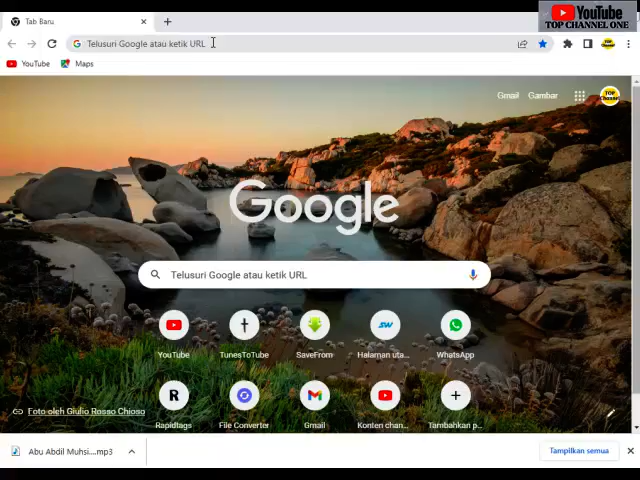 Tab Baru
YouTube
TOP CHANNEL ONE
Telusuri Google atau ketik URL
YouTube
Maps
Gmail
Gambar
Google
Telusuri Google atau ketik URL
YouTube
TunesToTube
SaveFrom
Halaman uta...
WhatsApp
Rapidtags
File Converter
Gmail
Konten chan...
Tambahkan p...
Foto oleh Giulio Rosso Chioso
Abu Abdil Muhsi....mp3
Tampilkan semua